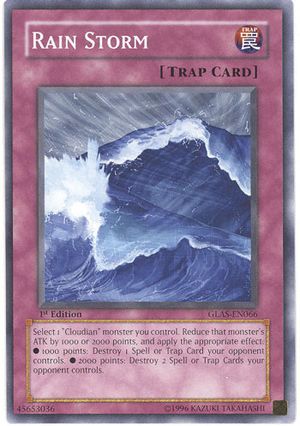 Rain Storm
TRAP
罠
[Trap Card]
1st Edition
GLAS-EN066
Select 1 "Cloudian" monster you control. Reduce that monster's
ATK by 1000 or 2000 points, and apply the appropriate effect:
● 1000 points: Destroy 1 Spell or Trap Card your opponent
controls. ● 2000 points: Destroy 2 Spell or Trap Cards your
opponent controls.
45653036
©1996 KAZUKI TAKAHASHI